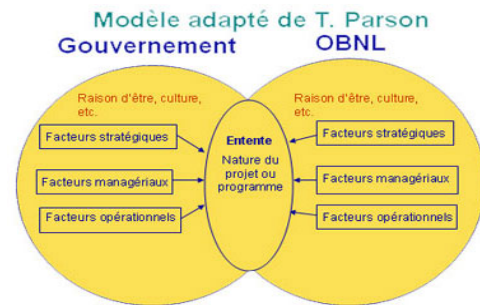 Modèle adapté de T. Parson
Gouvernement
OBNL
Raison d'être, culture,
etc.
Facteurs stratégiques
Facteurs managériaux
Facteurs opérationnels
Entente
Nature du
projet ou
programme
Raison d'être, culture,
etc.
Facteurs stratégiques
Facteurs managériaux
Facteurs opérationnels